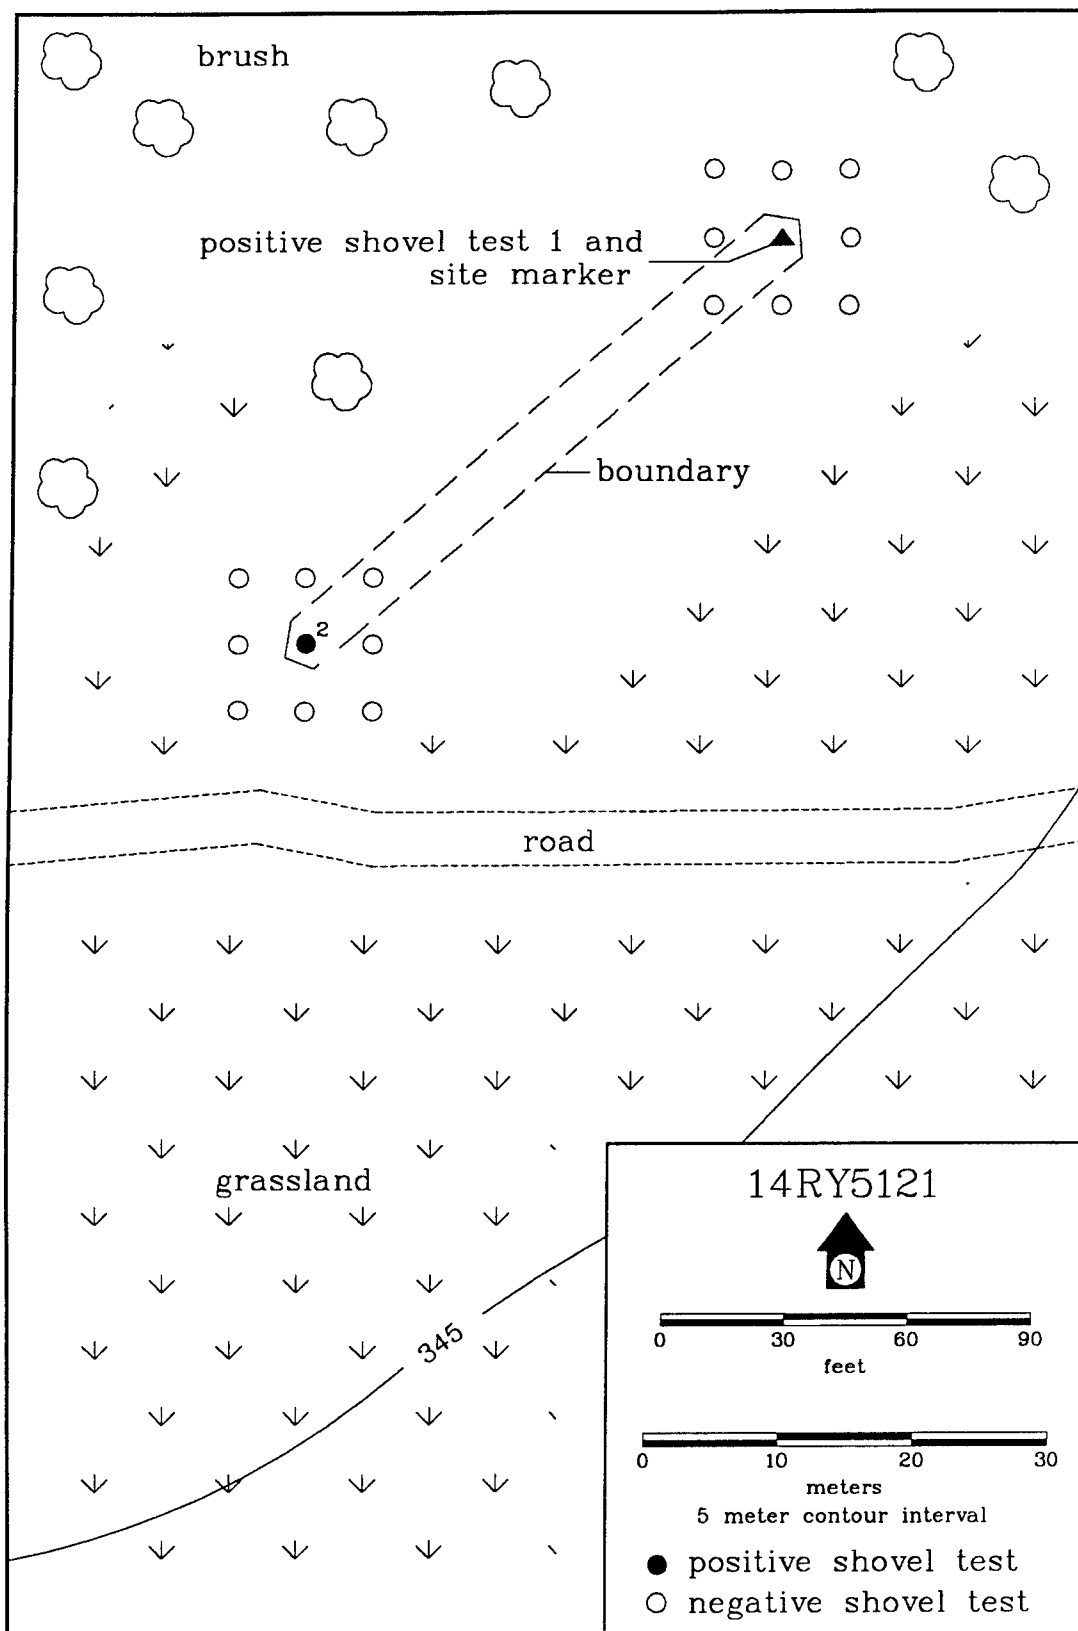 brush
positive shovel test 1 and
site marker
boundary
2
road
grassland
345
14RY5121
N
0 30 60 90
feet
0 10 20 30
meters
5 meter contour interval
positive shovel test
negative shovel test